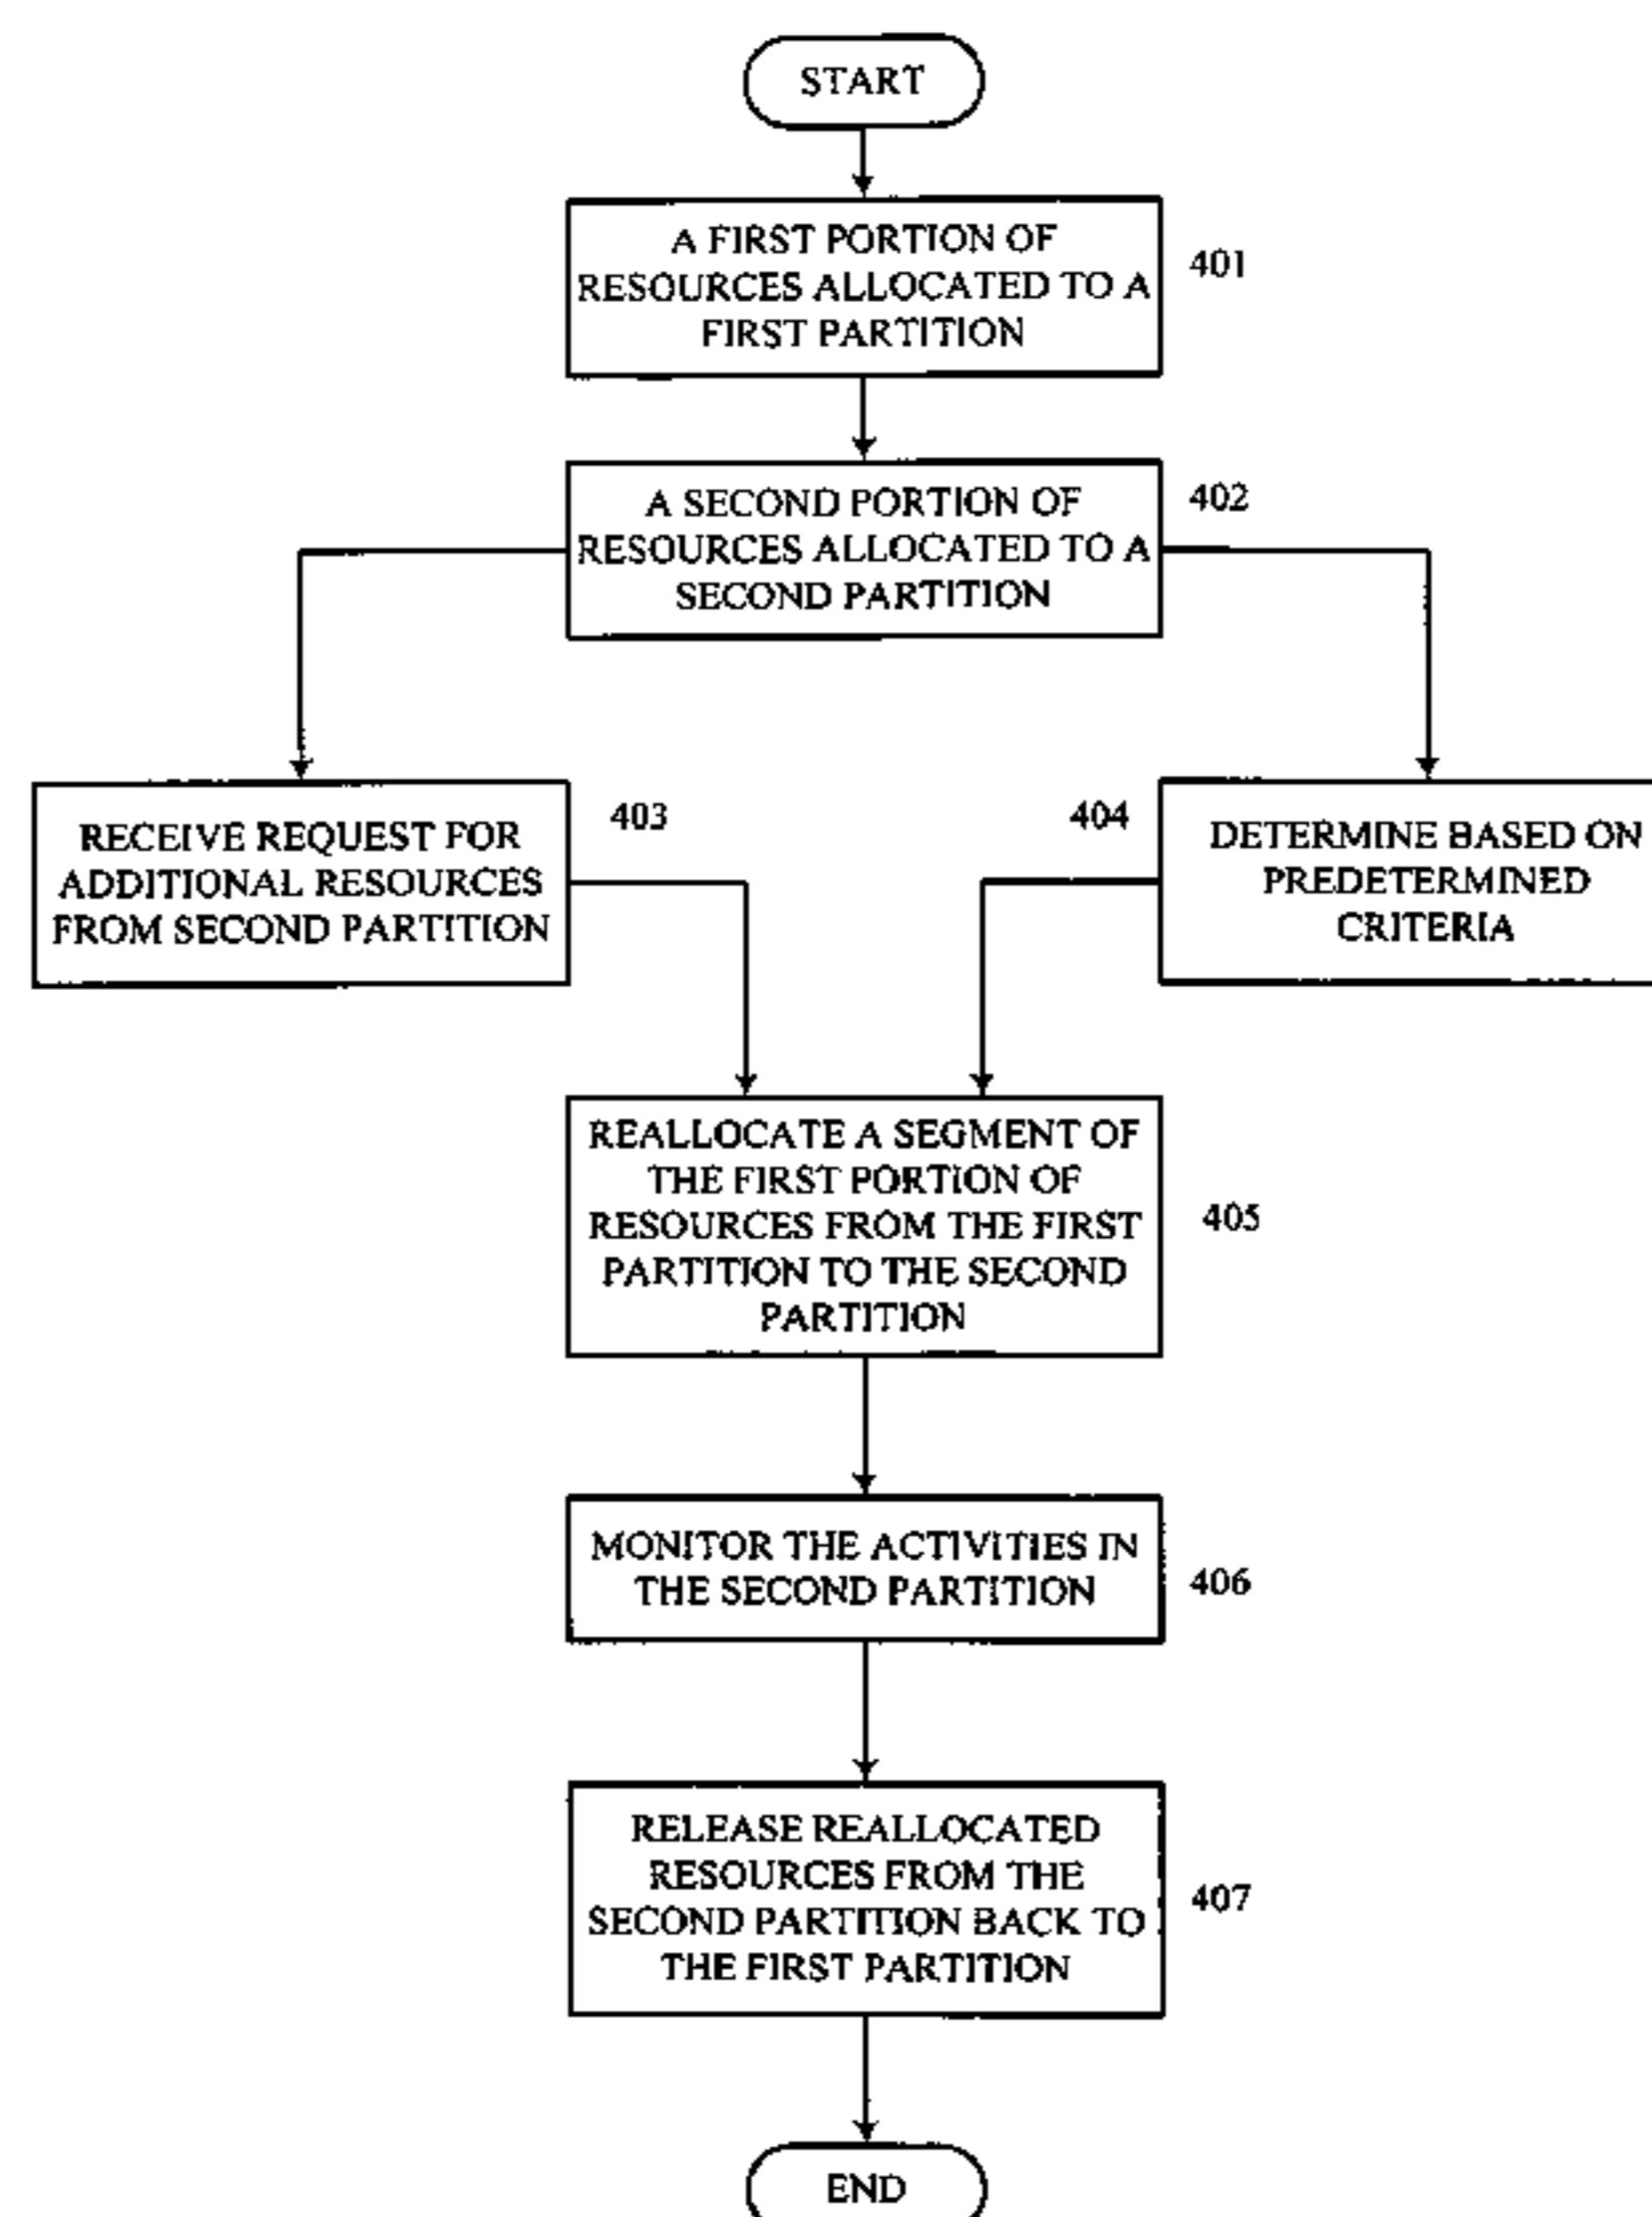 START
A FIRST PORTION OF
RESOURCES ALLOCATED TO A
FIRST PARTITION
401
A SECOND PORTION OF
RESOURCES ALLOCATED TO A
SECOND PARTITION
402
RECEIVE REQUEST FOR
ADDITIONAL RESOURCES
FROM SECOND PARTITION
403
404
DETERMINE BASED ON
PREDETERMINED
CRITERIA
REALLOCATE A SEGMENT OF
THE FIRST PORTION OF
RESOURCES FROM THE FIRST
PARTITION TO THE SECOND
PARTITION
405
MONITOR THE ACTIVITIES IN
THE SECOND PARTITION
406
RELEASE REALLOCATED
RESOURCES FROM THE
SECOND PARTITION BACK TO
THE FIRST PARTITION
407
END